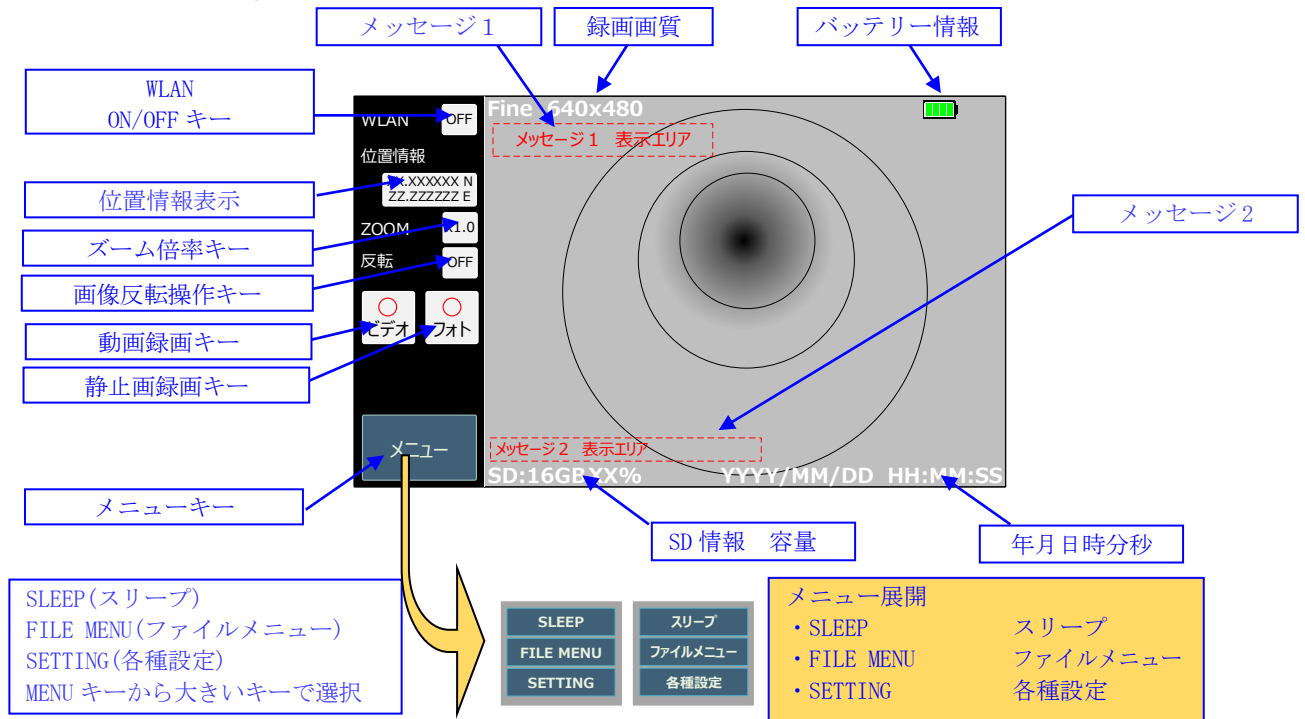 メッセージ1
録画画質
バッテリー情報
WLAN
ON/OFF キー
位置情報表示
ズーム倍率キー
画像反転操作キー
動画録画キー
静止画録画キー
メニューキー
WLAN
OFF
位置情報
.XXXXXX N
ZZ.ZZZZZZ E
ZOOM
x1.0
反転
OFF
ビデオ
フォト
メニュー
Fine 640x480
メッセージ1 表示エリア
メッセージ2 表示エリア
SD:16GB XX%
YYYY/MM/DD HH:MM:SS
メッセージ2
SD 情報 容量
年月日時分秒
SLEEP(スリープ)
FILE MENU(ファイルメニュー)
SETTING(各種設定)
MENU キーから大きいキーで選択
SLEEP
FILE MENU
SETTING
スリープ
ファイルメニュー
各種設定
メニュー展開
・SLEEP スリープ
・FILE MENU ファイルメニュー
・SETTING 各種設定